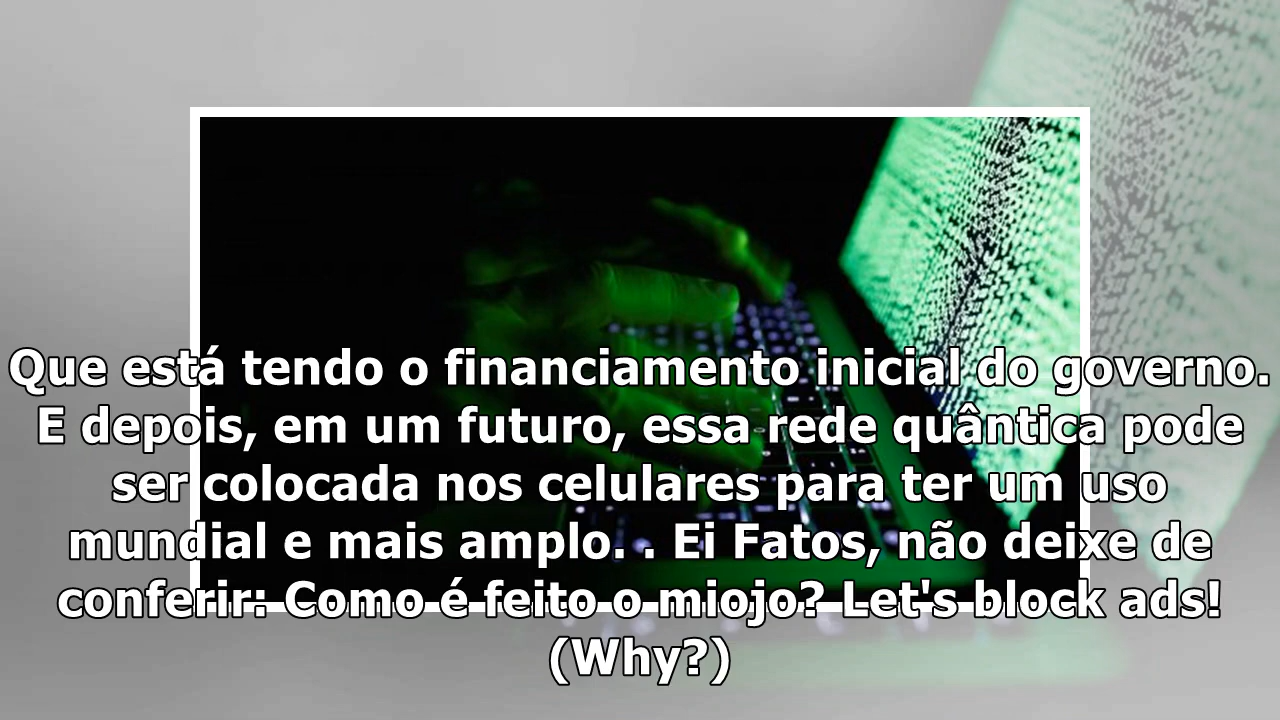 Que está tendo o financiamento inicial do governo.
E depois, em um futuro, essa rede quântica pode
ser colocada nos celulares para ter um uso
mundial e mais amplo. . Ei Fatos, não deixe de
conferir: Como é feito o miojo? Let's block ads!
(Why?)